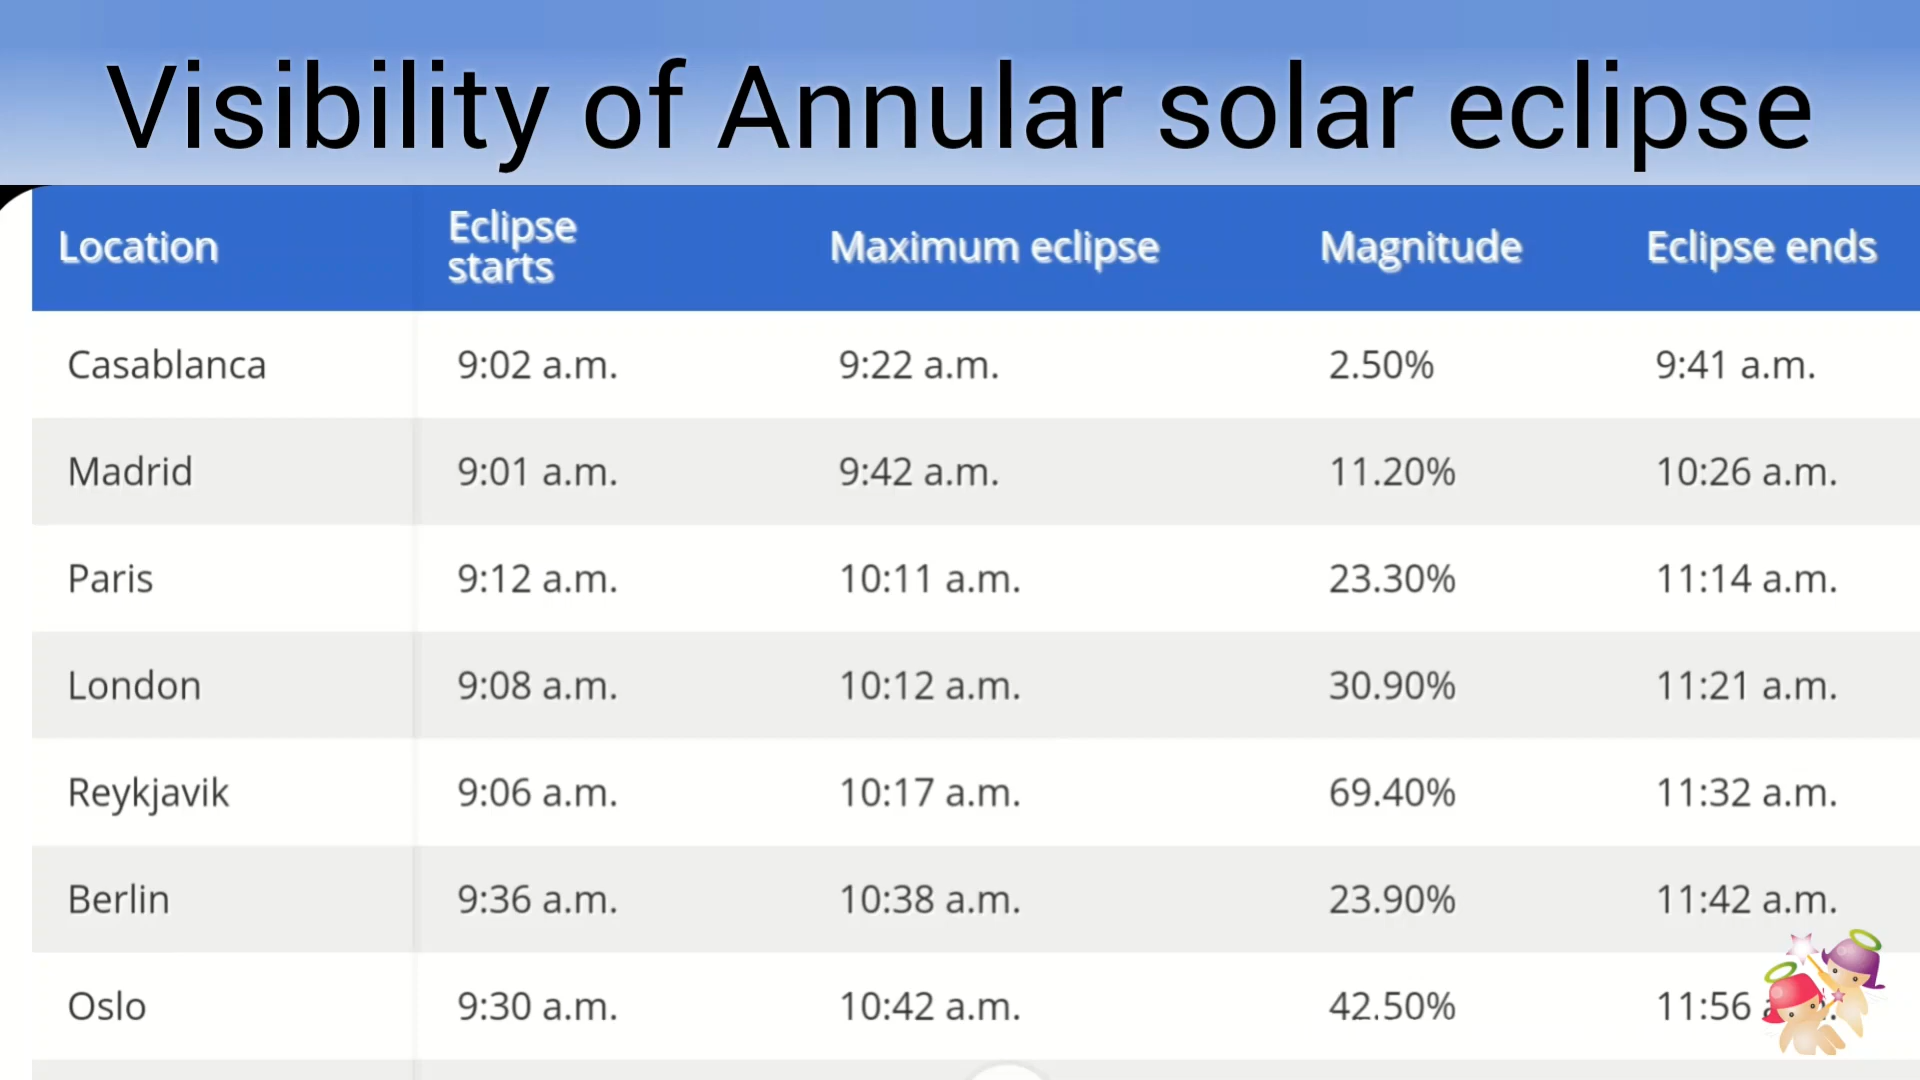 Visibility of Annular solar eclipse
Location Eclipse starts Maximum eclipse Magnitude Eclipse ends
Casablanca 9:02 a.m. 9:22 a.m. 2.50% 9:41 a.m.
Madrid 9:01 a.m. 9:42 a.m. 11.20% 10:26 a.m.
Paris 9:12 a.m. 10:11 a.m. 23.30% 11:14 a.m.
London 9:08 a.m. 10:12 a.m. 30.90% 11:21 a.m.
Reykjavik 9:06 a.m. 10:17 a.m. 69.40% 11:32 a.m.
Berlin 9:36 a.m. 10:38 a.m. 23.90% 11:42 a.m.
Oslo 9:30 a.m. 10:42 a.m. 42.50% 11:56